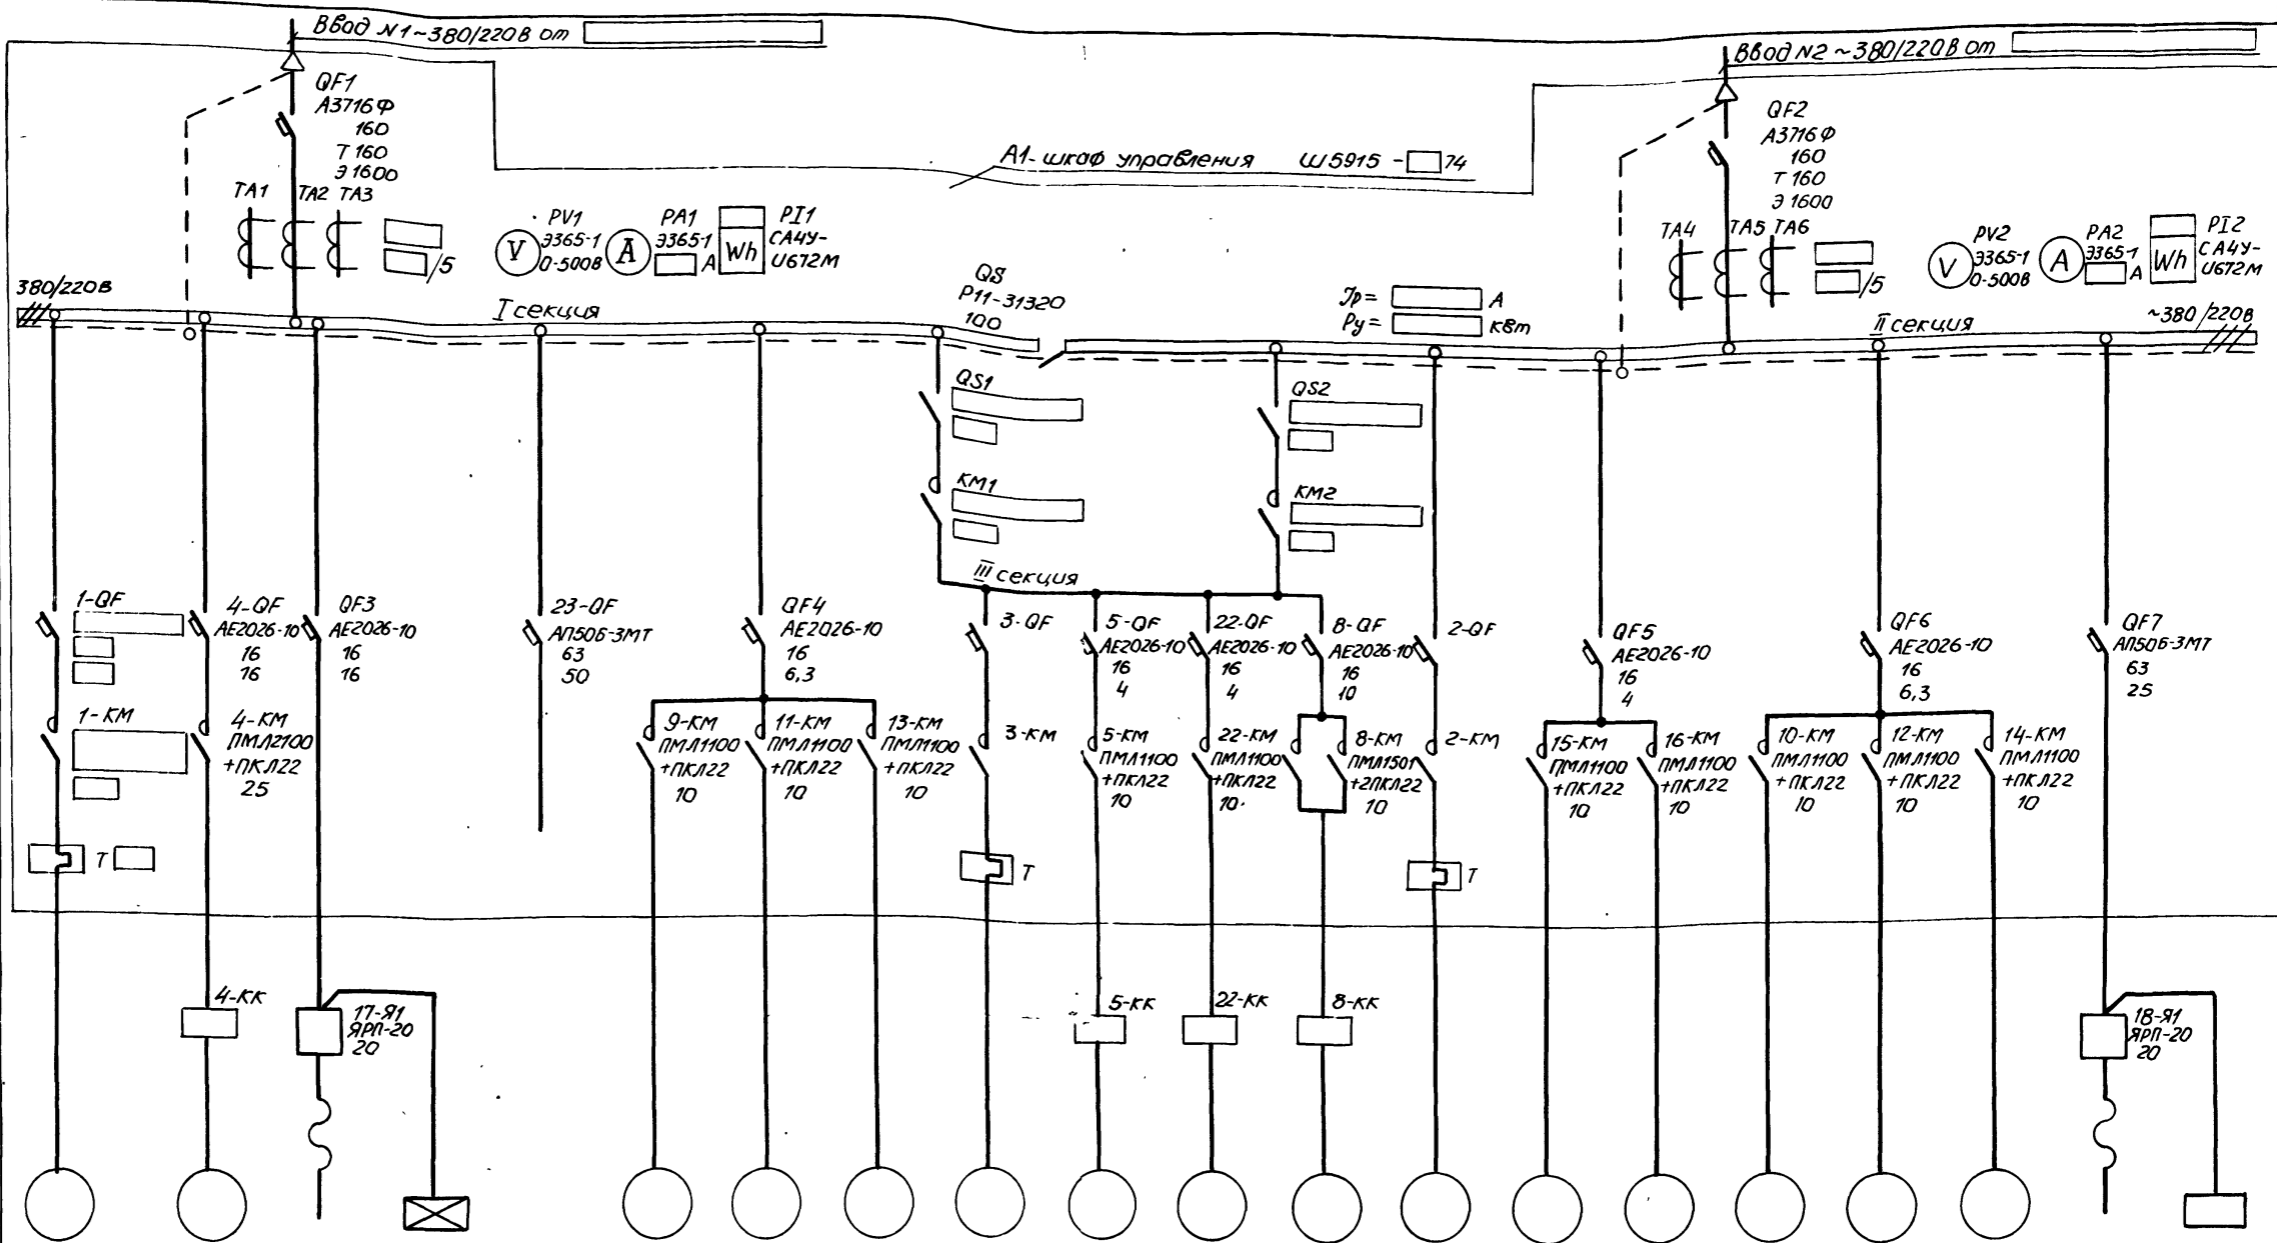 Ввод N1 ~380/220В от
Ввод N2 ~380/220В от
QF1
А3716Ф
160
Т 160
Э 1600
QF2
А3716Ф
160
Т 160
Э 1600
А1- шкаф управления Ш5915 - 74
ТА1 ТА2 ТА3
/5
PV1
Э365-1
0-500В
V
PA1
Э365-1
А
A
PI1
СА4У-
И672М
Wh
ТА4 ТА5 ТА6
/5
PV2
Э365-1
0-500В
V
PA2
Э365-1
А
A
PI2
СА4У-
И672М
Wh
380/220В
I секция
QS
Р11-31320
100
Jр= А
Ру= кВт
II секция
~380/220В
QS1
QS2
КМ1
КМ2
III секция
1-QF
4-QF
АЕ2026-10
16
16
QF3
АЕ2026-10
16
16
23-QF
АП50Б-3МТ
63
50
QF4
АЕ2026-10
16
6,3
3-QF
5-QF
АЕ2026-10
16
4
22-QF
АЕ2026-10
16
4
8-QF
АЕ2026-10
16
10
2-QF
QF5
АЕ2026-10
16
4
QF6
АЕ2026-10
16
6,3
QF7
АП50Б-3МТ
63
25
1-КМ
4-КМ
ПМЛ2100
+ПКЛ22
25
9-КМ
ПМЛ1100
+ПКЛ22
10
11-КМ
ПМЛ1100
+ПКЛ22
10
13-КМ
ПМЛ1100
+ПКЛ22
10
3-КМ
5-КМ
ПМЛ1100
+ПКЛ22
10
22-КМ
ПМЛ1100
+ПКЛ22
10
8-КМ
ПМЛ1501
+2ПКЛ22
10
2-КМ
15-КМ
ПМЛ1100
+ПКЛ22
10
16-КМ
ПМЛ1100
+ПКЛ22
10
10-КМ
ПМЛ1100
+ПКЛ22
10
12-КМ
ПМЛ1100
+ПКЛ22
10
14-КМ
ПМЛ1100
+ПКЛ22
10
Т
Т
Т
4-КК
17-Я1
ЯРП-20
20
5-КК
22-КК
8-КК
18-Я1
ЯРП-20
20